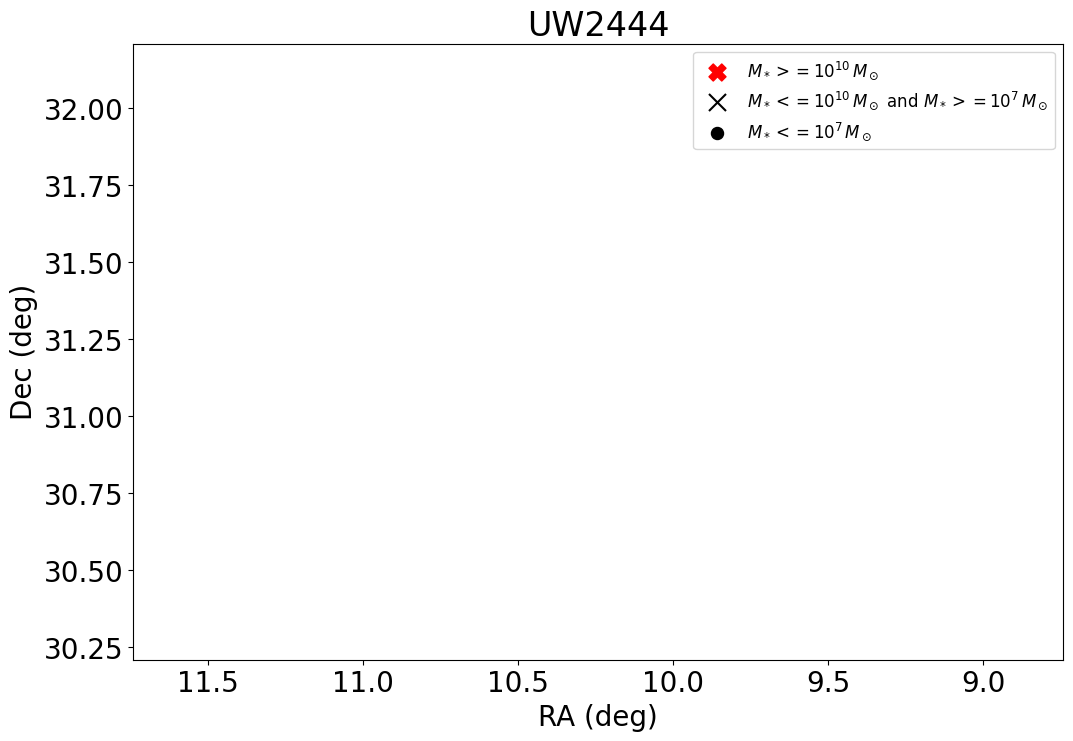 UW2444
M* >= 10^10 M⊙
M* <= 10^10 M⊙ and M* >= 10^7 M⊙
M* <= 10^7 M⊙
32.00
31.75
31.50
31.25
31.00
30.75
30.50
30.25
Dec (deg)
11.5 11.0 10.5 10.0 9.5 9.0
RA (deg)